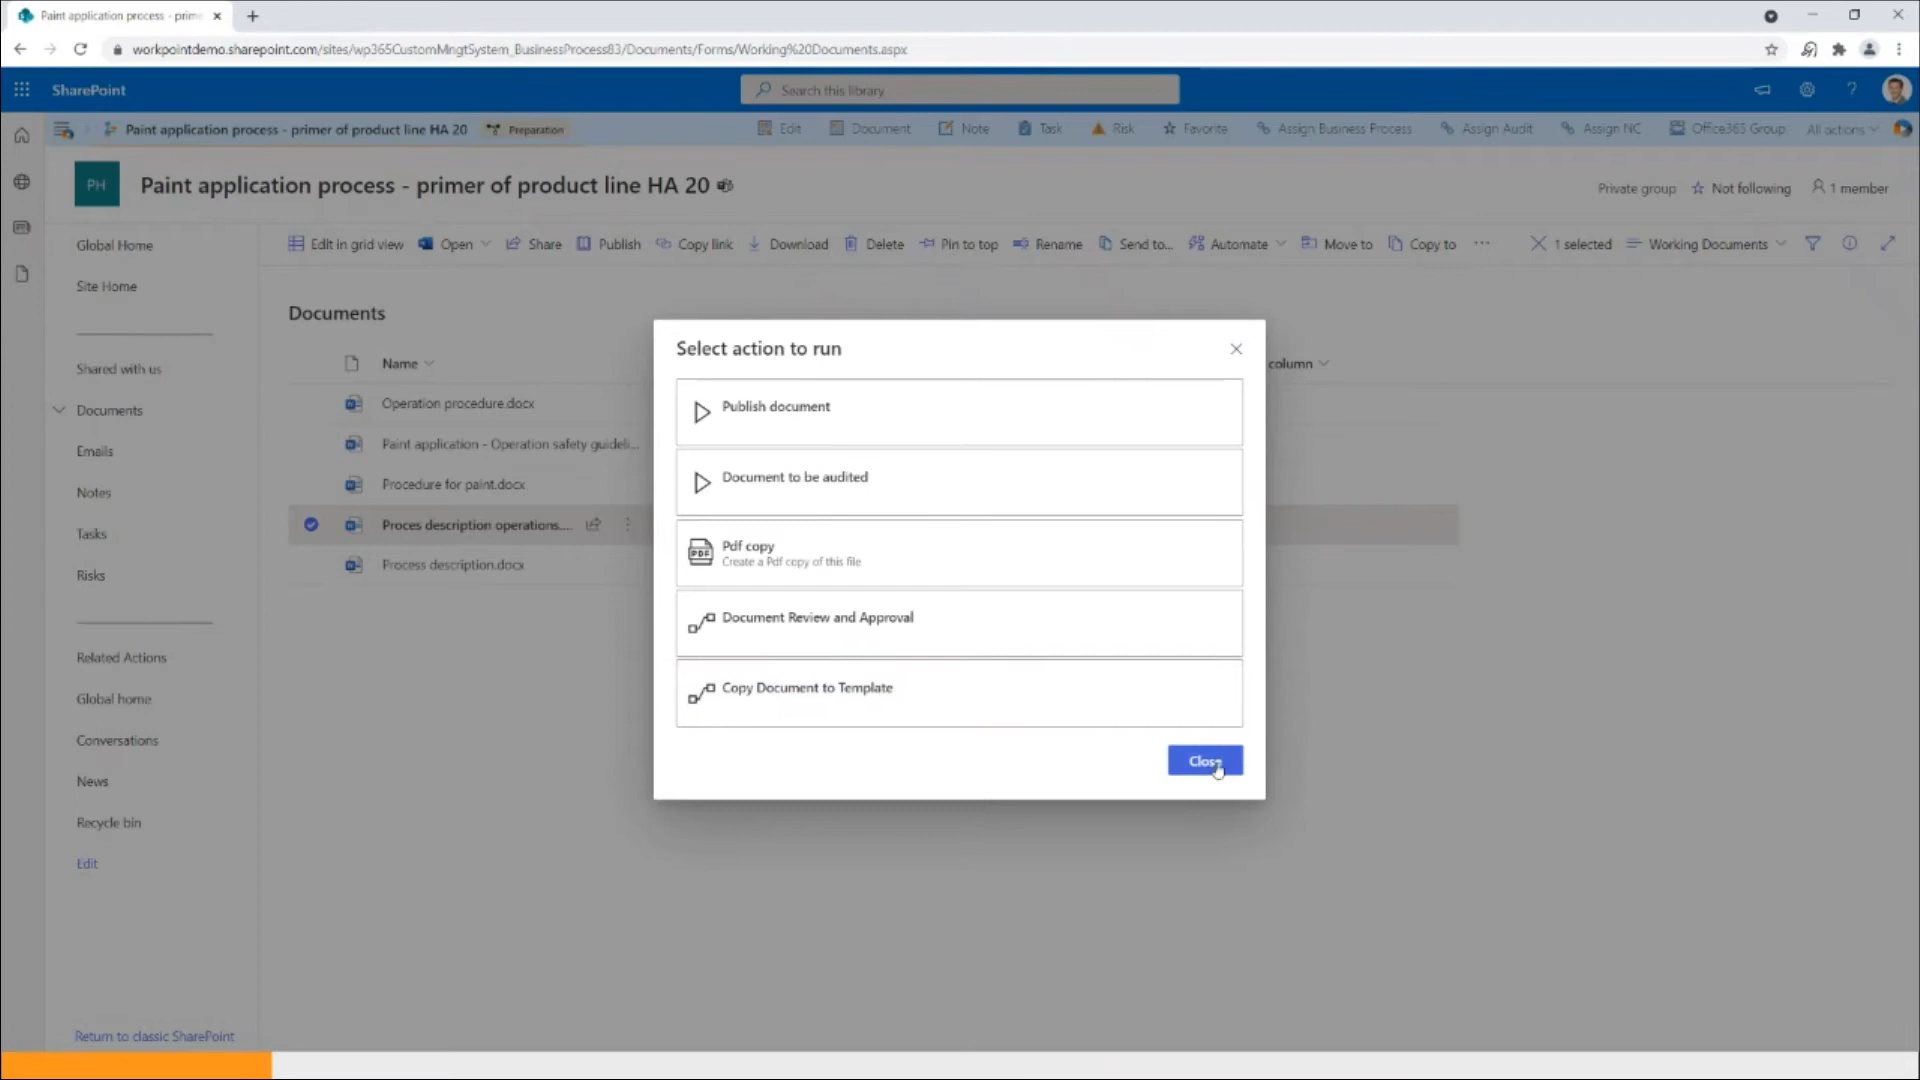 Paint application process - prime
workpointdemo.sharepoint.com/sites/wp365CustomMngtSystem_BusinessProcess83/Documents/Forms/Working%20Documents.aspx
SharePoint
Search this library
Paint application process - primer of product line HA 20
Preparation
Edit
Document
Note
Task
Risk
Favorite
Assign Business Process
Assign Audit
Assign NC
Office365 Group
All actions
PH
Paint application process - primer of product line HA 20
Private group
Not following
1 member
Global Home
Site Home
Shared with us
Documents
Emails
Notes
Tasks
Risks
Related Actions
Global home
Conversations
News
Recycle bin
Edit
Return to classic SharePoint
Edit in grid view
Open
Share
Publish
Copy link
Download
Delete
Pin to top
Rename
Send to...
Automate
Move to
Copy to
1 selected
Working Documents
Documents
Name
column
Operation procedure.docx
Paint application - Operation safety guideli...
Procedure for paint.docx
Proces description operations....
Process description.docx
Select action to run
Publish document
Document to be audited
PDF
Pdf copy
Create a Pdf copy of this file
Document Review and Approval
Copy Document to Template
Close